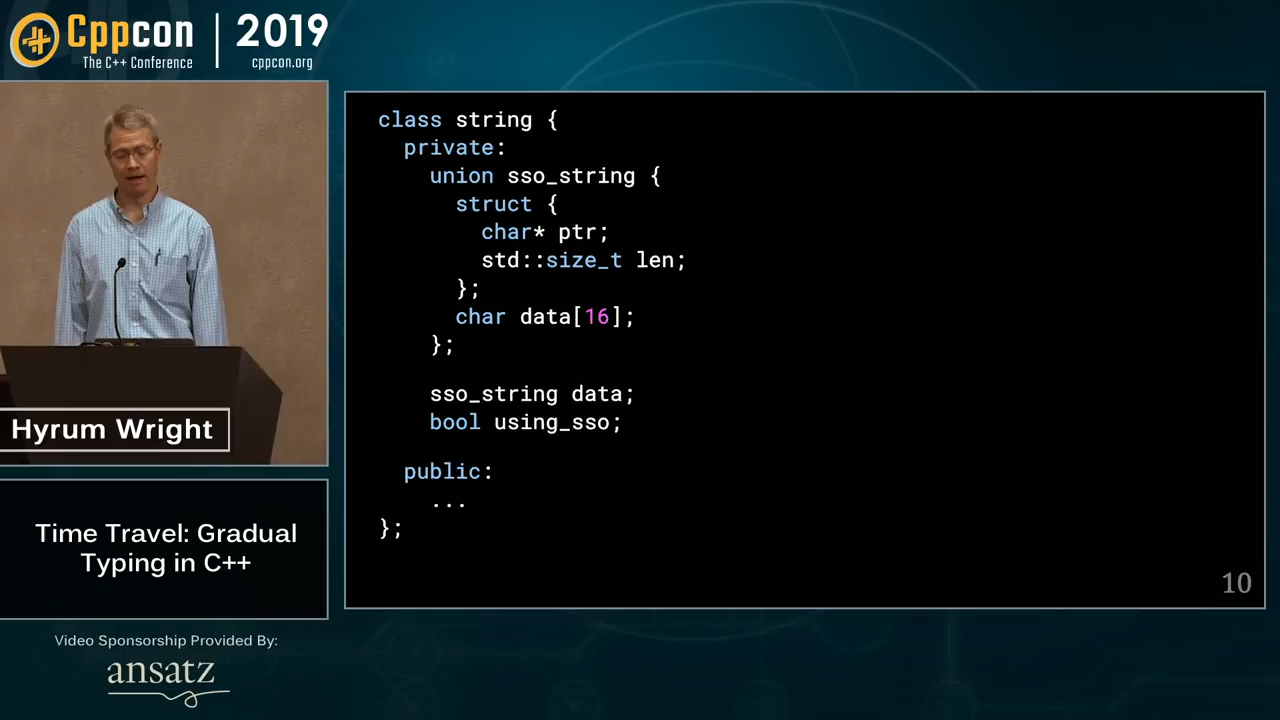 Cppcon | 2019
The C++ Conference cppcon.org
class string {
private:
union sso_string {
struct {
char* ptr;
std::size_t len;
};
char data[16];
};
sso_string data;
bool using_sso;
public:
...
};
10
Hyrum Wright
Time Travel: Gradual
Typing in C++
Video Sponsorship Provided By:
ansatz